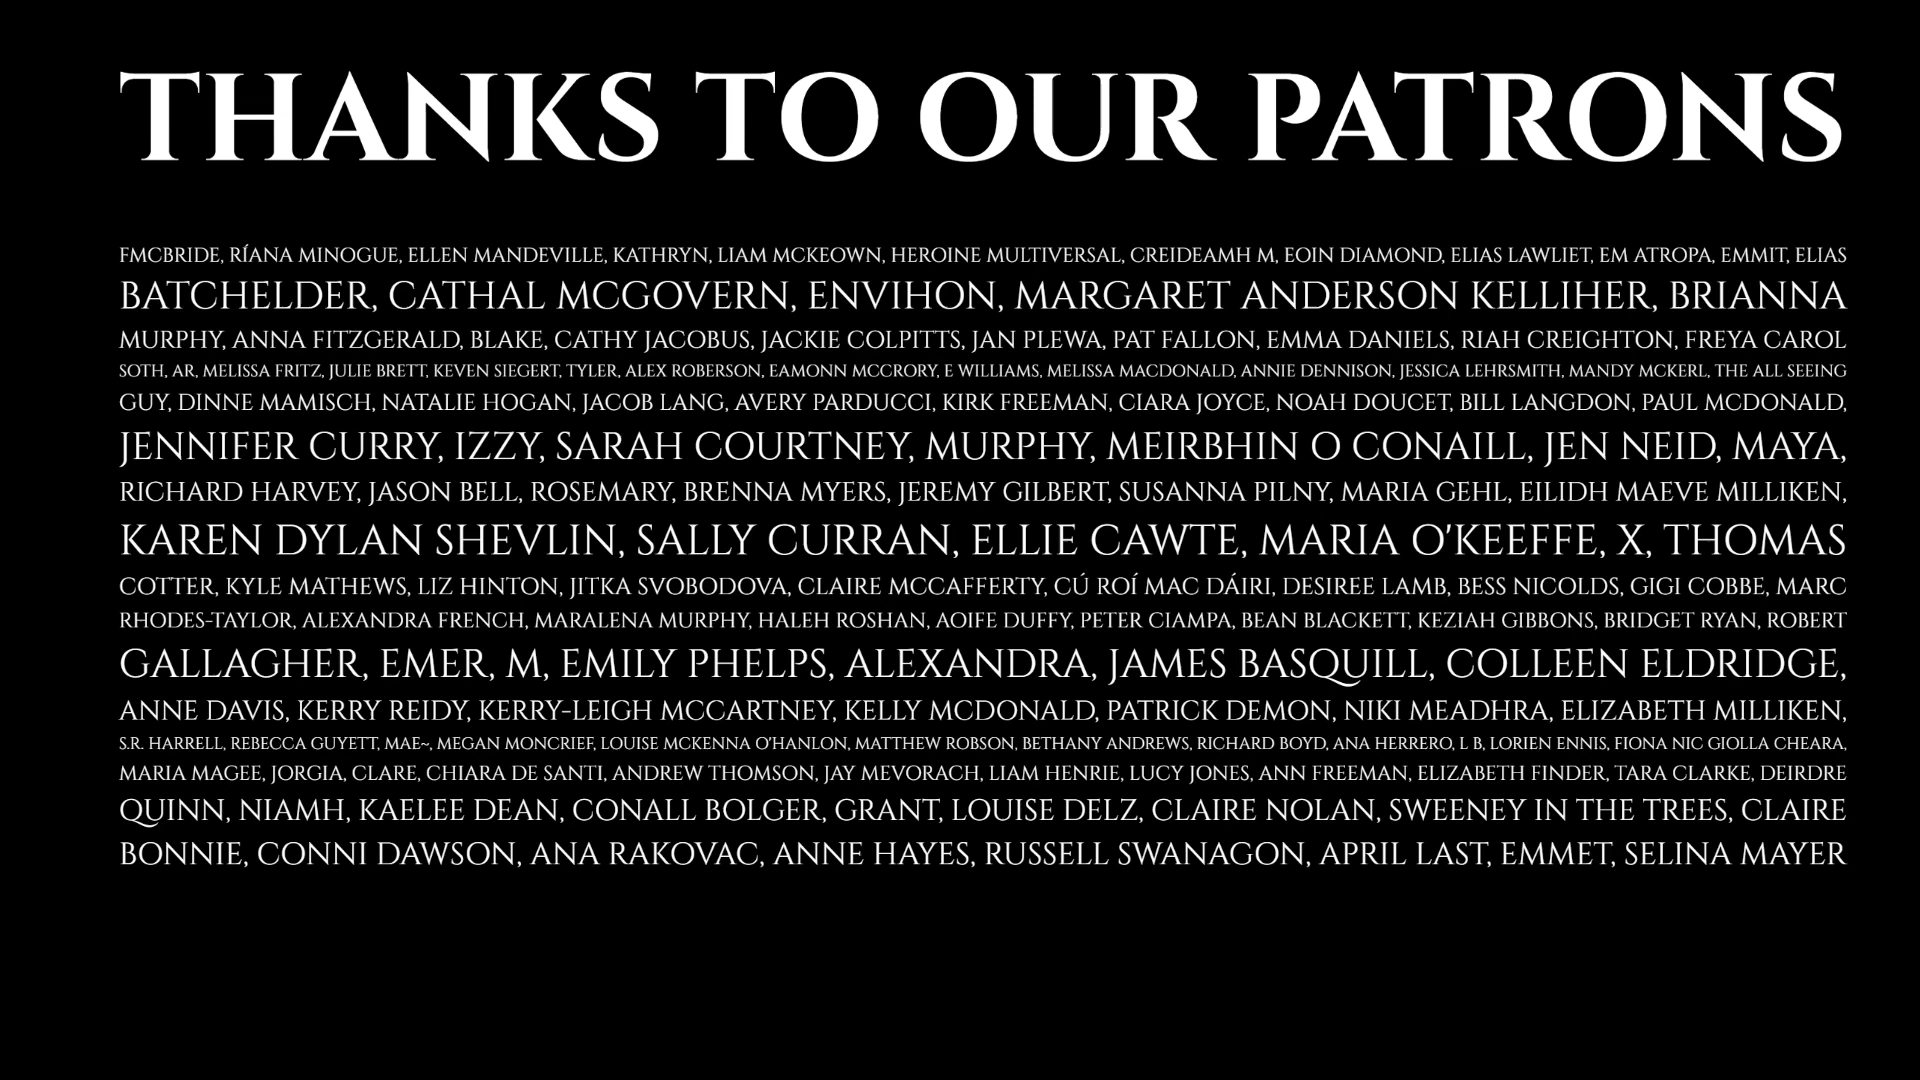 THANKS TO OUR PATRONS
FMCBRIDE, RÍANA MINOGUE, ELLEN MANDEVILLE, KATHRYN, LIAM MCKEOWN, HEROINE MULTIVERSAL, CREIDEAMH M, EOIN DIAMOND, ELIAS LAWLIET, EM ATROPA, EMMIT, ELIAS
BATCHELDER, CATHAL MCGOVERN, ENVIHON, MARGARET ANDERSON KELLIHER, BRIANNA
MURPHY, ANNA FITZGERALD, BLAKE, CATHY JACOBUS, JACKIE COLPITTS, JAN PLEWA, PAT FALLON, EMMA DANIELS, RIAH CREIGHTON, FREYA CAROL
SOTH, AR, MELISSA FRITZ, JULIE BRETT, KEVEN SIEGERT, TYLER, ALEX ROBERSON, EAMONN MCCRORY, E WILLIAMS, MELISSA MACDONALD, ANNIE DENNISON, JESSICA LEHRSMITH, MANDY MCKERL, THE ALL SEEING
GUY, DINNE MAMISCH, NATALIE HOGAN, JACOB LANG, AVERY PARDUCCI, KIRK FREEMAN, CIARA JOYCE, NOAH DOUCET, BILL LANGDON, PAUL MCDONALD,
JENNIFER CURRY, IZZY, SARAH COURTNEY, MURPHY, MEIRBHIN O CONAILL, JEN NEID, MAYA,
RICHARD HARVEY, JASON BELL, ROSEMARY, BRENNA MYERS, JEREMY GILBERT, SUSANNA PILNY, MARIA GEHL, EILIDH MAEVE MILLIKEN,
KAREN DYLAN SHEVLIN, SALLY CURRAN, ELLIE CAWTE, MARIA O'KEEFFE, X, THOMAS
COTTER, KYLE MATHEWS, LIZ HINTON, JITKA SVOBODOVA, CLAIRE MCCAFFERTY, CÚ ROÍ MAC DÁIRI, DESIREE LAMB, BESS NICOLDS, GIGI COBBE, MARC
RHODES-TAYLOR, ALEXANDRA FRENCH, MARALENA MURPHY, HALEH ROSHAN, AOIFE DUFFY, PETER CIAMPA, BEAN BLACKETT, KEZIAH GIBBONS, BRIDGET RYAN, ROBERT
GALLAGHER, EMER, M, EMILY PHELPS, ALEXANDRA, JAMES BASQUILL, COLLEEN ELDRIDGE,
ANNE DAVIS, KERRY REIDY, KERRY-LEIGH MCCARTNEY, KELLY MCDONALD, PATRICK DEMON, NIKI MEADHRA, ELIZABETH MILLIKEN,
S.R. HARRELL, REBECCA GUYETT, MAE~, MEGAN MONCRIEF, LOUISE MCKENNA O'HANLON, MATTHEW ROBSON, BETHANY ANDREWS, RICHARD BOYD, ANA HERRERO, L B, LORIEN ENNIS, FIONA NIC GIOLLA CHEARA,
MARIA MAGEE, JORGIA, CLARE, CHIARA DE SANTI, ANDREW THOMSON, JAY MEVORACH, LIAM HENRIE, LUCY JONES, ANN FREEMAN, ELIZABETH FINDER, TARA CLARKE, DEIRDRE
QUINN, NIAMH, KAELEE DEAN, CONALL BOLGER, GRANT, LOUISE DELZ, CLAIRE NOLAN, SWEENEY IN THE TREES, CLAIRE
BONNIE, CONNI DAWSON, ANA RAKOVAC, ANNE HAYES, RUSSELL SWANAGON, APRIL LAST, EMMET, SELINA MAYER